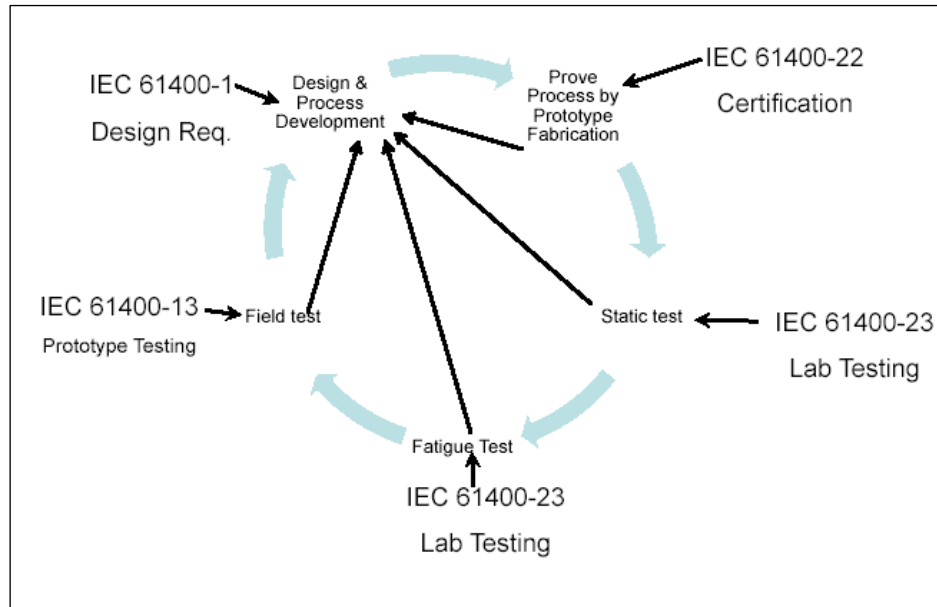 IEC 61400-1
Design Req.
Design &
Process
Development
Prove
Process by
Prototype
Fabrication
IEC 61400-22
Certification
IEC 61400-13
Prototype Testing
Field test
Static test
IEC 61400-23
Lab Testing
Fatigue Test
IEC 61400-23
Lab Testing